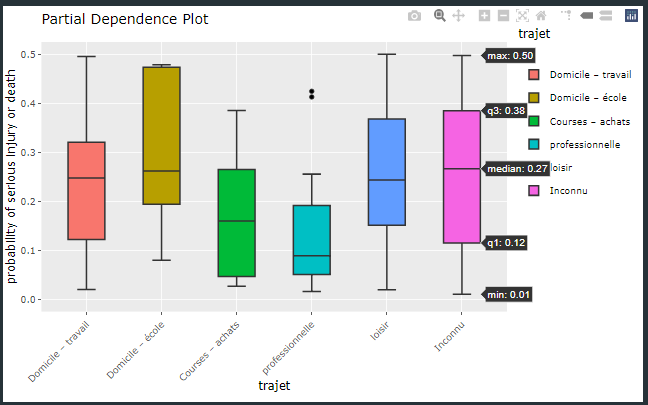 Partial Dependence Plot
trajet
max: 0.50
Domicile – travail
Domicile – école
q3: 0.38
Courses – achats
professionnelle
median: 0.27
loisir
Inconnu
q1: 0.12
min: 0.01
probability of serious injury or death
0.5
0.4
0.3
0.2
0.1
0.0
Domicile – travail
Domicile – école
Courses – achats
professionnelle
loisir
Inconnu
trajet